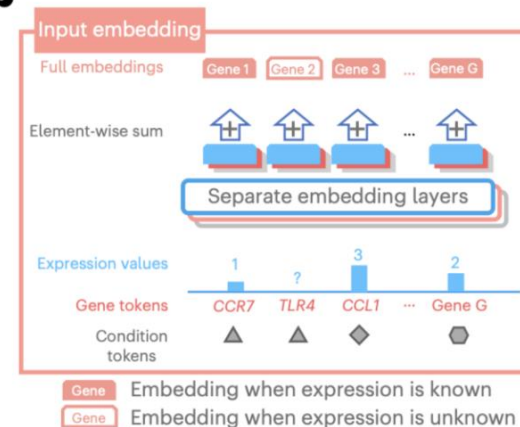 Input embedding
Full embeddings Gene 1 Gene 2 Gene 3 ... Gene G
Element-wise sum + + + ... +
Separate embedding layers
Expression values 1 ? 3 2
Gene tokens CCR7 TLR4 CCL1 ... Gene G
Condition
tokens
Gene Embedding when expression is known
Gene Embedding when expression is unknown